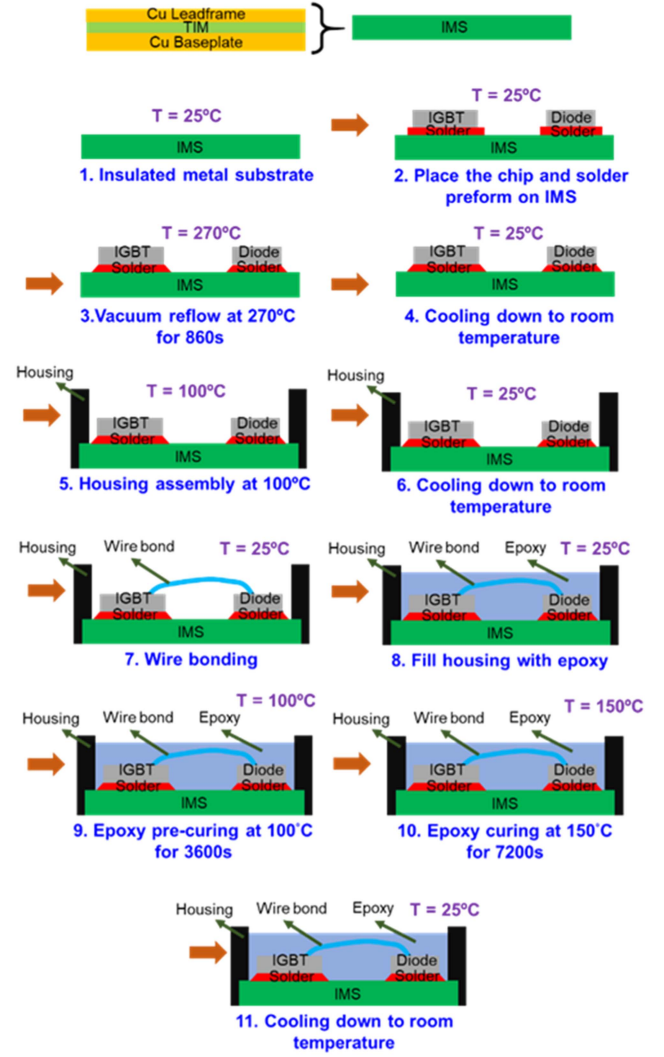 Cu Leadframe
TIM
Cu Baseplate
IMS
T = 25ºC
IMS
1. Insulated metal substrate
T = 25ºC
IGBT
Diode
Solder
Solder
IMS
2. Place the chip and solder
preform on IMS
T = 270ºC
IGBT
Diode
Solder
Solder
IMS
3.Vacuum reflow at 270ºC
for 860s
T = 25ºC
IGBT
Diode
Solder
Solder
IMS
4. Cooling down to room
temperature
Housing
T = 100ºC
IGBT
Diode
Solder
Solder
IMS
5. Housing assembly at 100ºC
Housing
T = 25ºC
IGBT
Diode
Solder
Solder
IMS
6. Cooling down to room
temperature
Housing
Wire bond
T = 25ºC
IGBT
Diode
Solder
Solder
IMS
7. Wire bonding
Housing
Wire bond
Epoxy
T = 25ºC
IGBT
Diode
Solder
Solder
IMS
8. Fill housing with epoxy
T = 100ºC
Housing
Wire bond
Epoxy
IGBT
Diode
Solder
Solder
IMS
9. Epoxy pre-curing at 100˚C
for 3600s
T = 150ºC
Housing
Wire bond
Epoxy
IGBT
Diode
Solder
Solder
IMS
10. Epoxy curing at 150˚C
for 7200s
Housing
Wire bond
Epoxy
T = 25ºC
IGBT
Diode
Solder
Solder
IMS
11. Cooling down to room
temperature